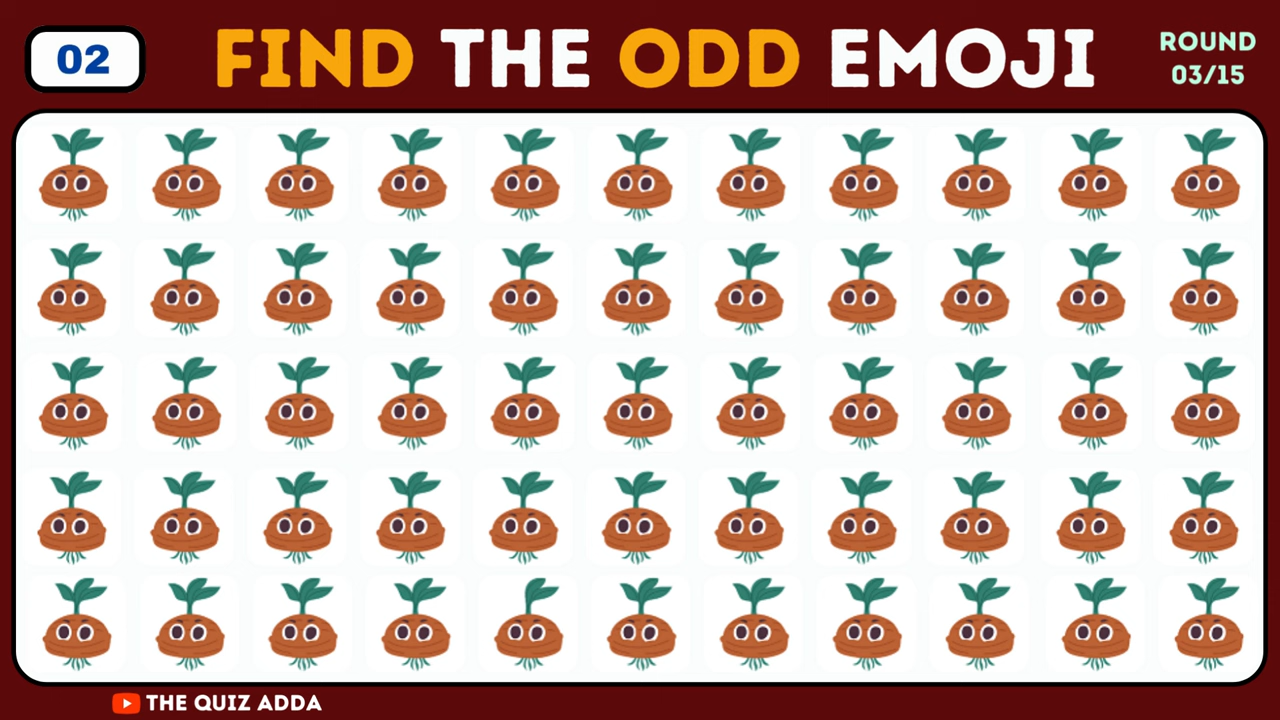 02
FIND THE ODD EMOJI
ROUND
03/15
THE QUIZ ADDA